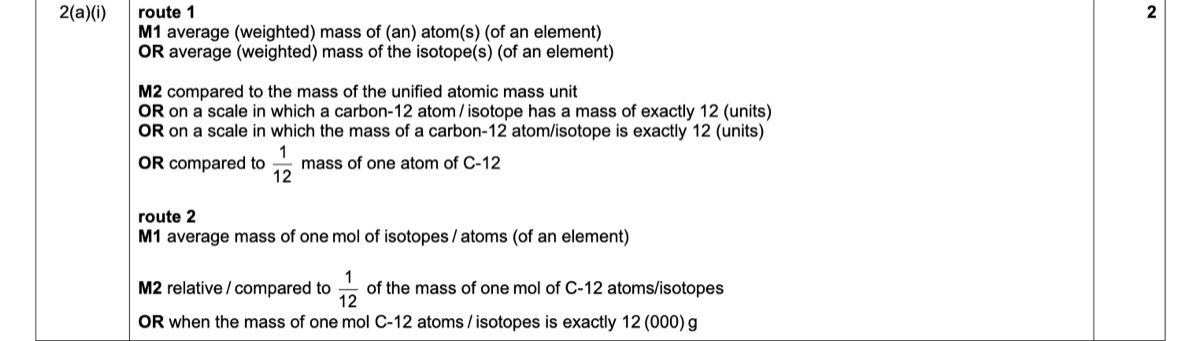 2(a)(i) route 1 2
M1 average (weighted) mass of (an) atom(s) (of an element)
OR average (weighted) mass of the isotope(s) (of an element)
M2 compared to the mass of the unified atomic mass unit
OR on a scale in which a carbon-12 atom / isotope has a mass of exactly 12 (units)
OR on a scale in which the mass of a carbon-12 atom/isotope is exactly 12 (units)
OR compared to 1/12 mass of one atom of C-12
route 2
M1 average mass of one mol of isotopes / atoms (of an element)
M2 relative / compared to 1/12 of the mass of one mol of C-12 atoms/isotopes
OR when the mass of one mol C-12 atoms / isotopes is exactly 12 (000) g